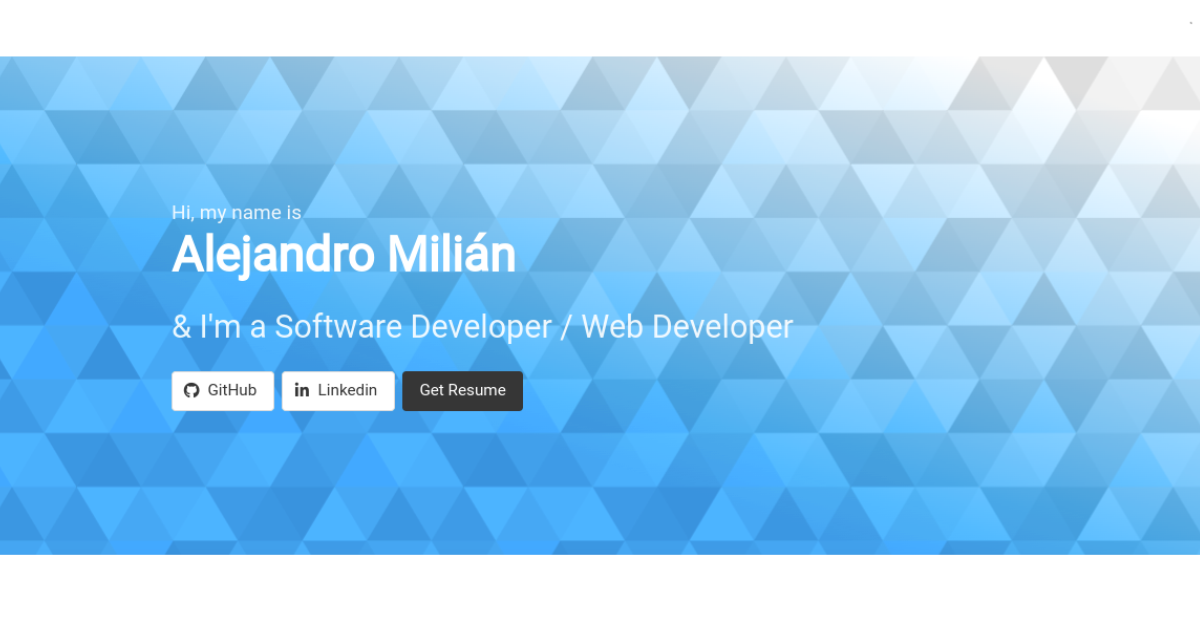 Hi, my name is
Alejandro Milián
& I'm a Software Developer / Web Developer
GitHub Linkedin Get Resume